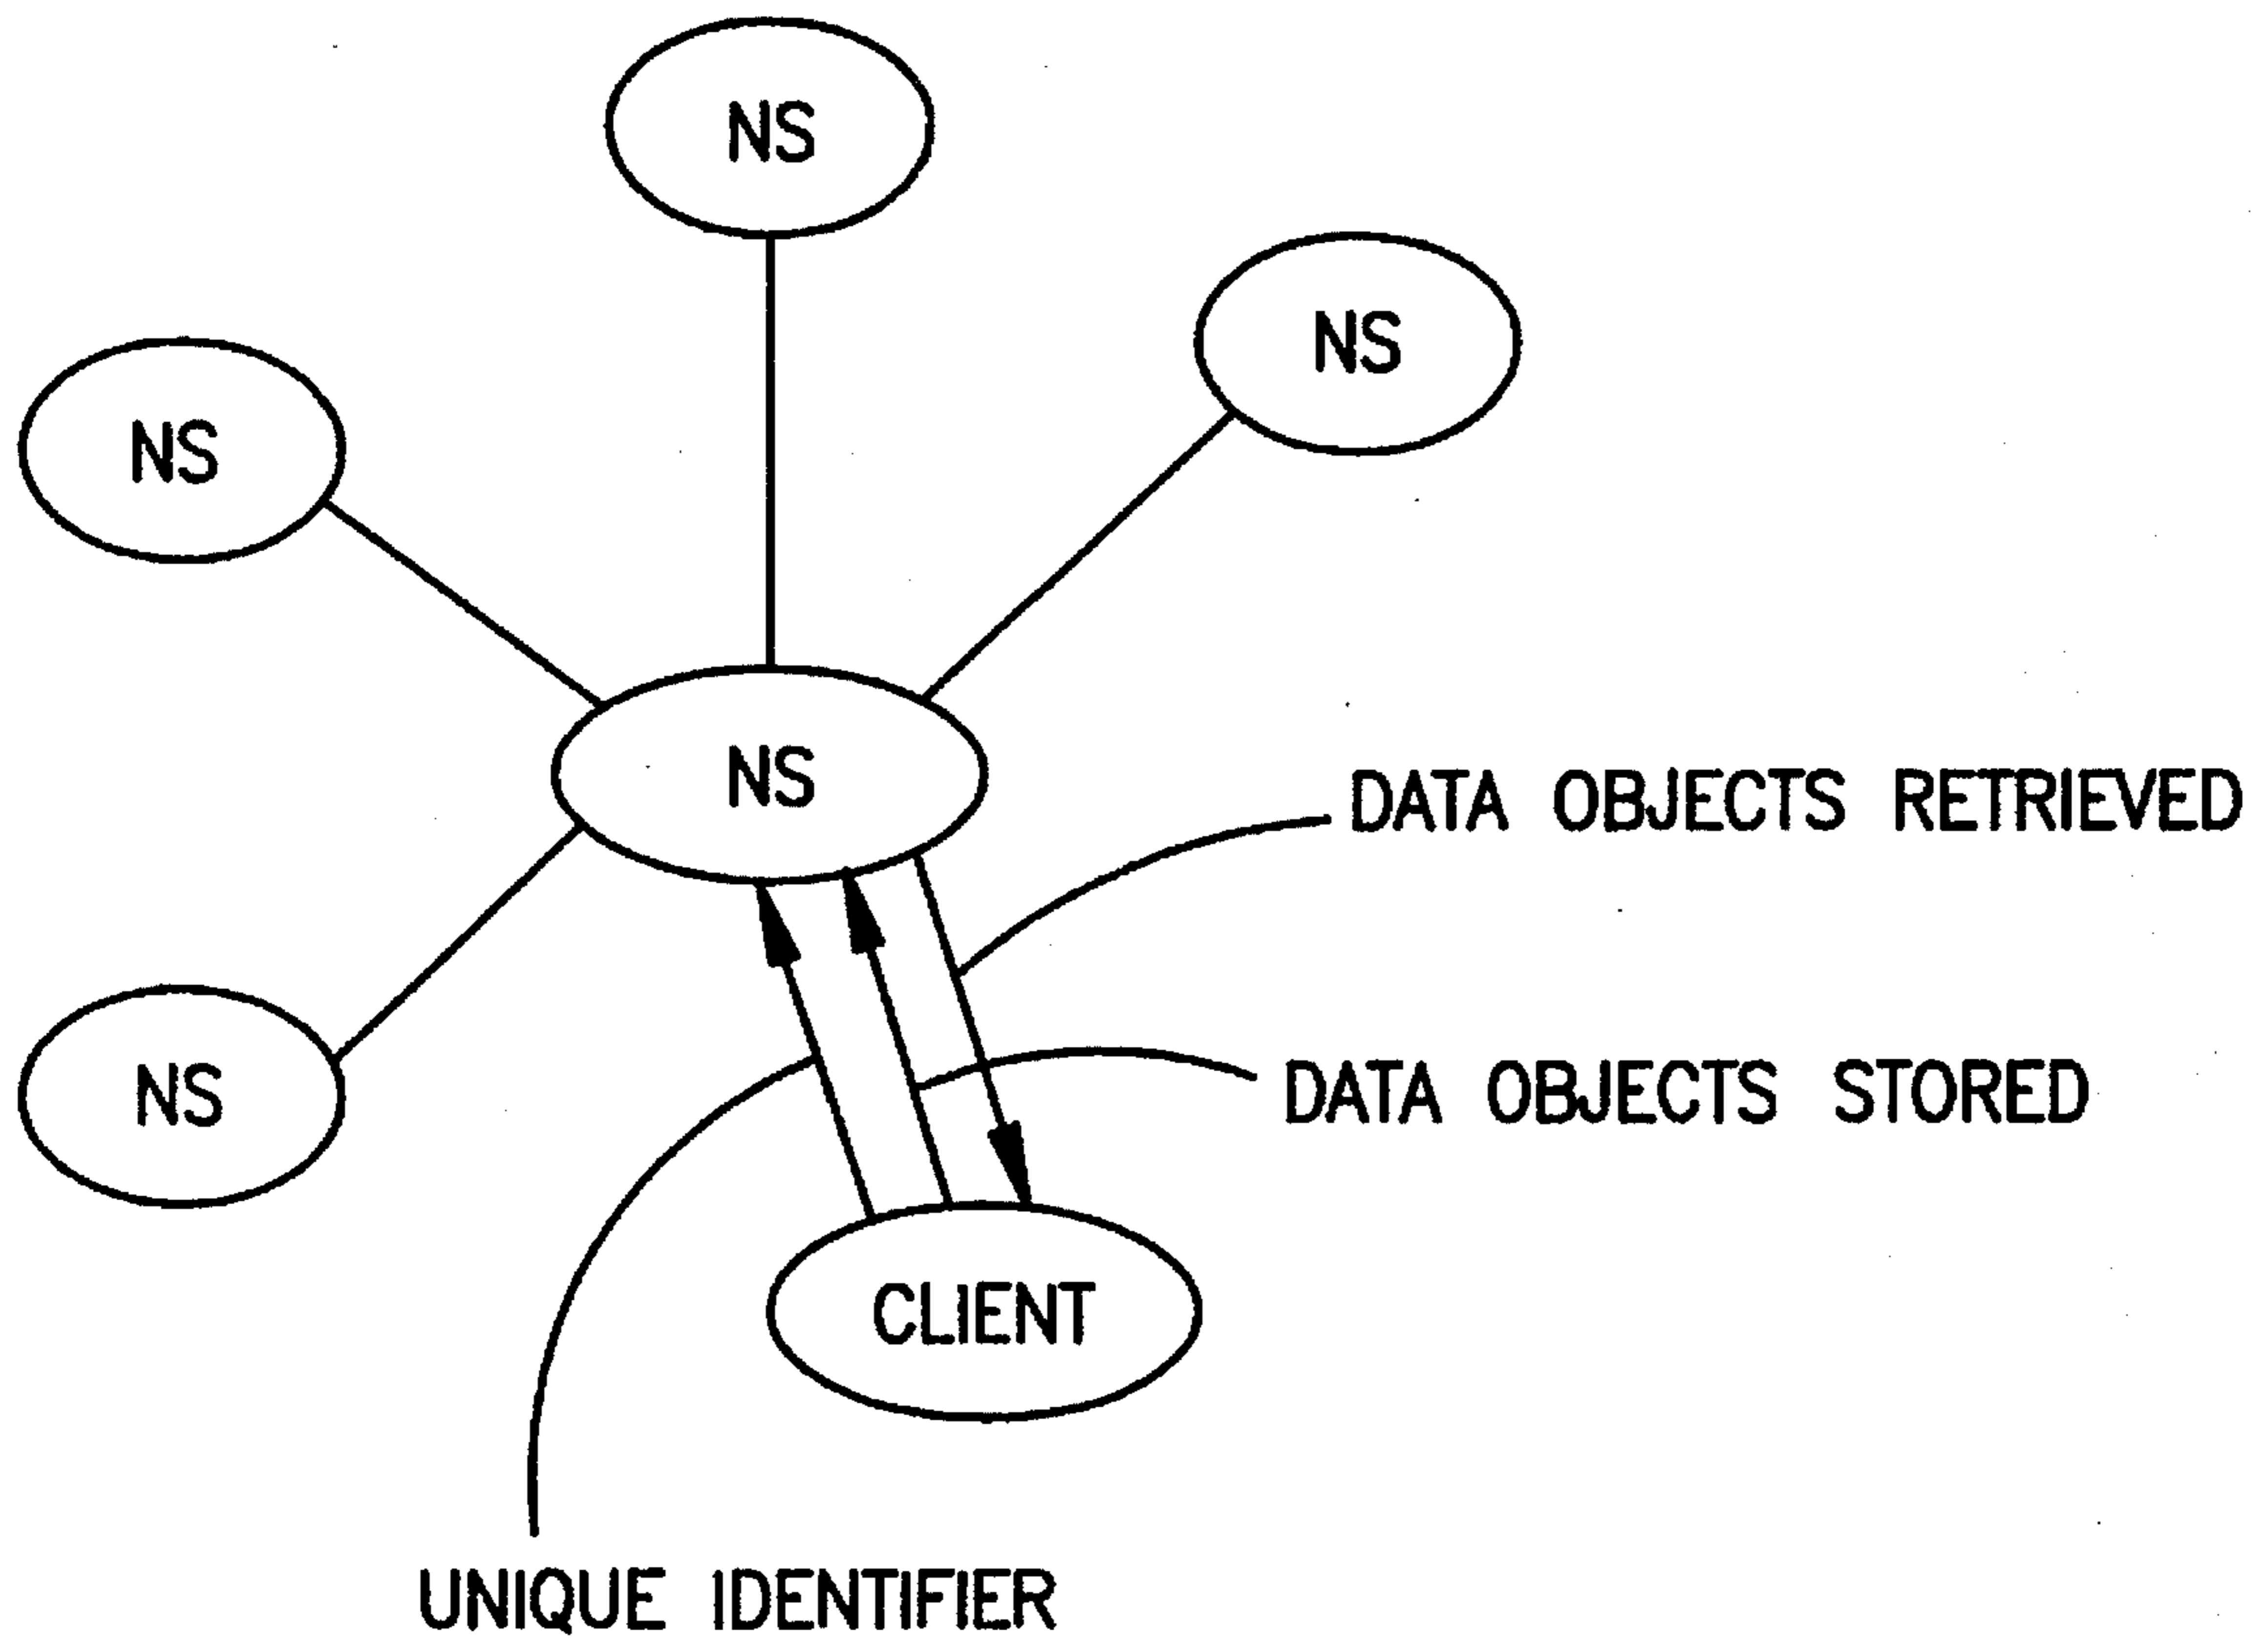 NS
NS
NS
NS
DATA OBJECTS RETRIEVED
NS
DATA OBJECTS STORED
CLIENT
UNIQUE IDENTIFIER